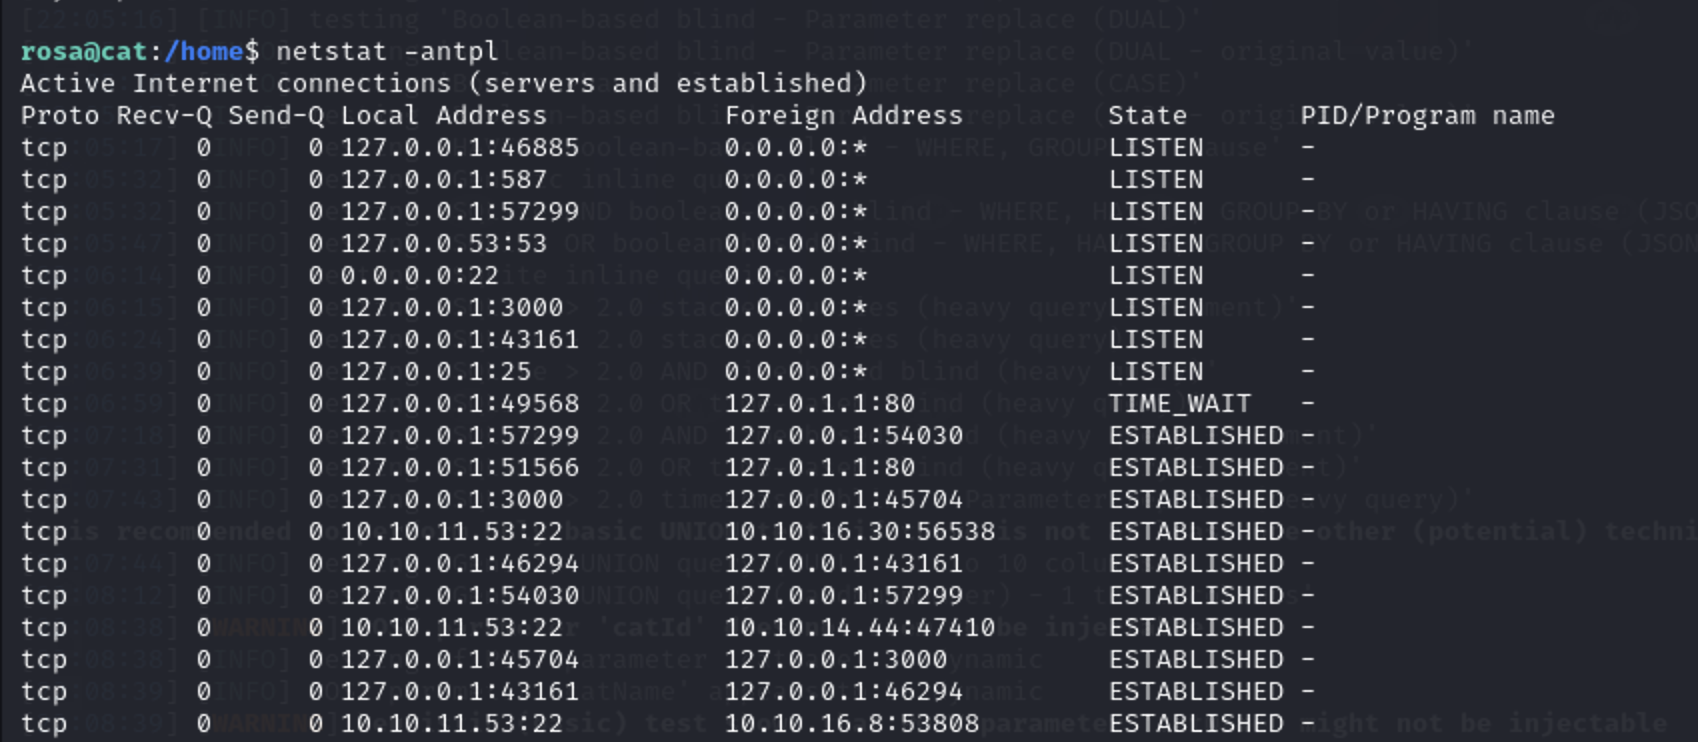 [22:05:16] [INFO] testing 'Boolean-based blind - Parameter replace (DUAL)'
rosa@cat:/home$ netstat -antpl
Active Internet connections (servers and established)
Proto Recv-Q Send-Q Local Address           Foreign Address         State       PID/Program name
tcp        0      0 127.0.0.1:46885         0.0.0.0:*               LISTEN      -
tcp        0      0 127.0.0.1:587           0.0.0.0:*               LISTEN      -
tcp        0      0 127.0.0.1:57299         0.0.0.0:*               LISTEN      -
tcp        0      0 127.0.0.53:53           0.0.0.0:*               LISTEN      -
tcp        0      0 0.0.0.0:22              0.0.0.0:*               LISTEN      -
tcp        0      0 127.0.0.1:3000          0.0.0.0:*               LISTEN      -
tcp        0      0 127.0.0.1:43161         0.0.0.0:*               LISTEN      -
tcp        0      0 127.0.0.1:25            0.0.0.0:*               LISTEN      -
tcp        0      0 127.0.0.1:49568         127.0.1.1:80            TIME_WAIT   -
tcp        0      0 127.0.0.1:57299         127.0.0.1:54030         ESTABLISHED -
tcp        0      0 127.0.0.1:51566         127.0.1.1:80            ESTABLISHED -
tcp        0      0 127.0.0.1:3000          127.0.0.1:45704         ESTABLISHED -
tcp        0      0 10.10.11.53:22          10.10.16.30:56538       ESTABLISHED -
tcp        0      0 127.0.0.1:46294         127.0.0.1:43161         ESTABLISHED -
tcp        0      0 127.0.0.1:54030         127.0.0.1:57299         ESTABLISHED -
tcp        0      0 10.10.11.53:22          10.10.14.44:47410       ESTABLISHED -
tcp        0      0 127.0.0.1:45704         127.0.0.1:3000          ESTABLISHED -
tcp        0      0 127.0.0.1:43161         127.0.0.1:46294         ESTABLISHED -
tcp        0      0 10.10.11.53:22          10.10.16.8:53808        ESTABLISHED -